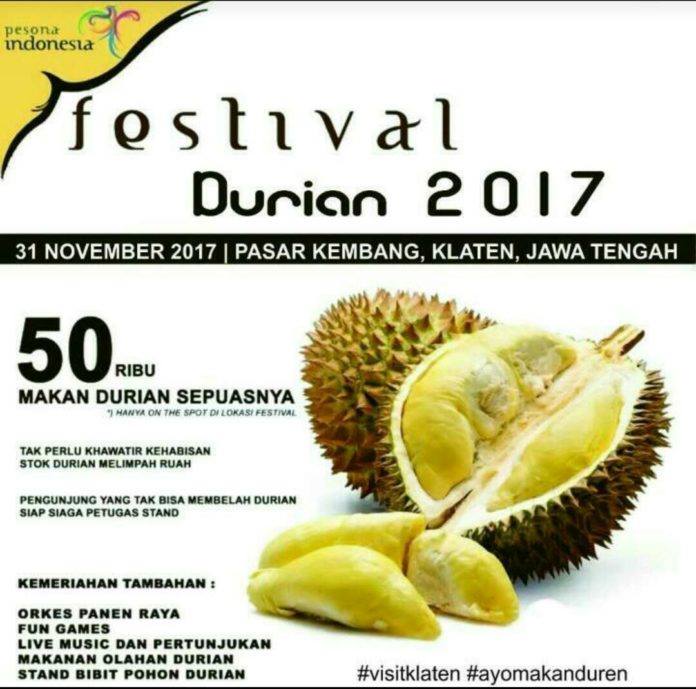 pesona
indonesia
festival
Durian 2017
31 NOVEMBER 2017 | PASAR KEMBANG, KLATEN, JAWA TENGAH
50 RIBU
MAKAN DURIAN SEPUASNYA
*) HANYA ON THE SPOT DI LOKASI FESTIVAL
TAK PERLU KHAWATIR KEHABISAN
STOK DURIAN MELIMPAH RUAH
PENGUNJUNG YANG TAK BISA MEMBELAH DURIAN
SIAP SIAGA PETUGAS STAND
KEMERIAHAN TAMBAHAN :
ORKES PANEN RAYA
FUN GAMES
LIVE MUSIC DAN PERTUNJUKAN
MAKANAN OLAHAN DURIAN
STAND BIBIT POHON DURIAN
#visitklaten #ayomakanduren